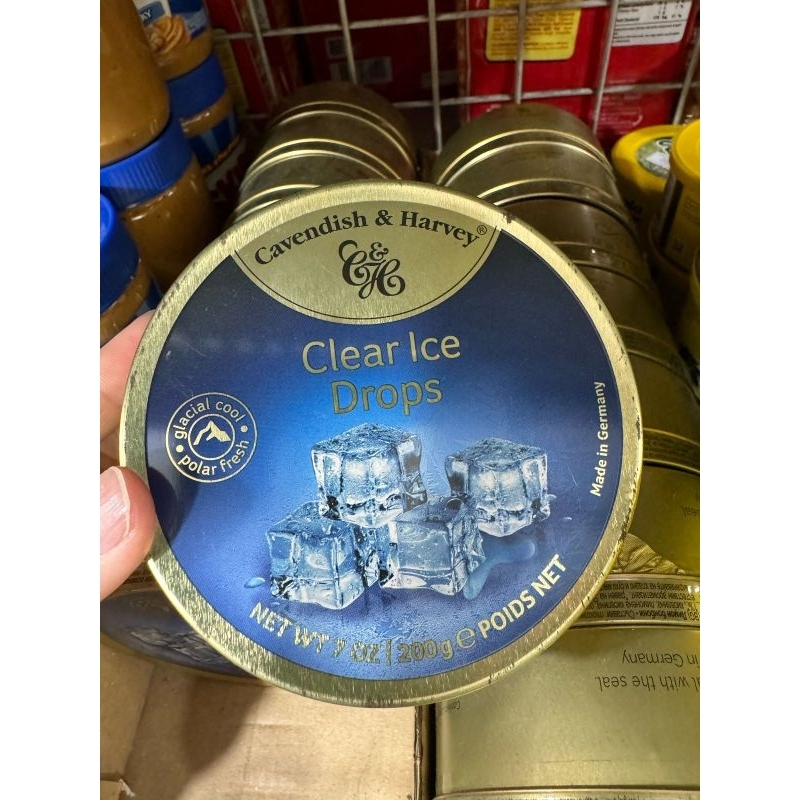 Cavendish & Harvey®
C&H
Clear Ice
Drops
glacial cool
polar fresh
Made in Germany
NET WT 7 OZ | 200g ℮ POIDS NET
l with the seal
in Germany